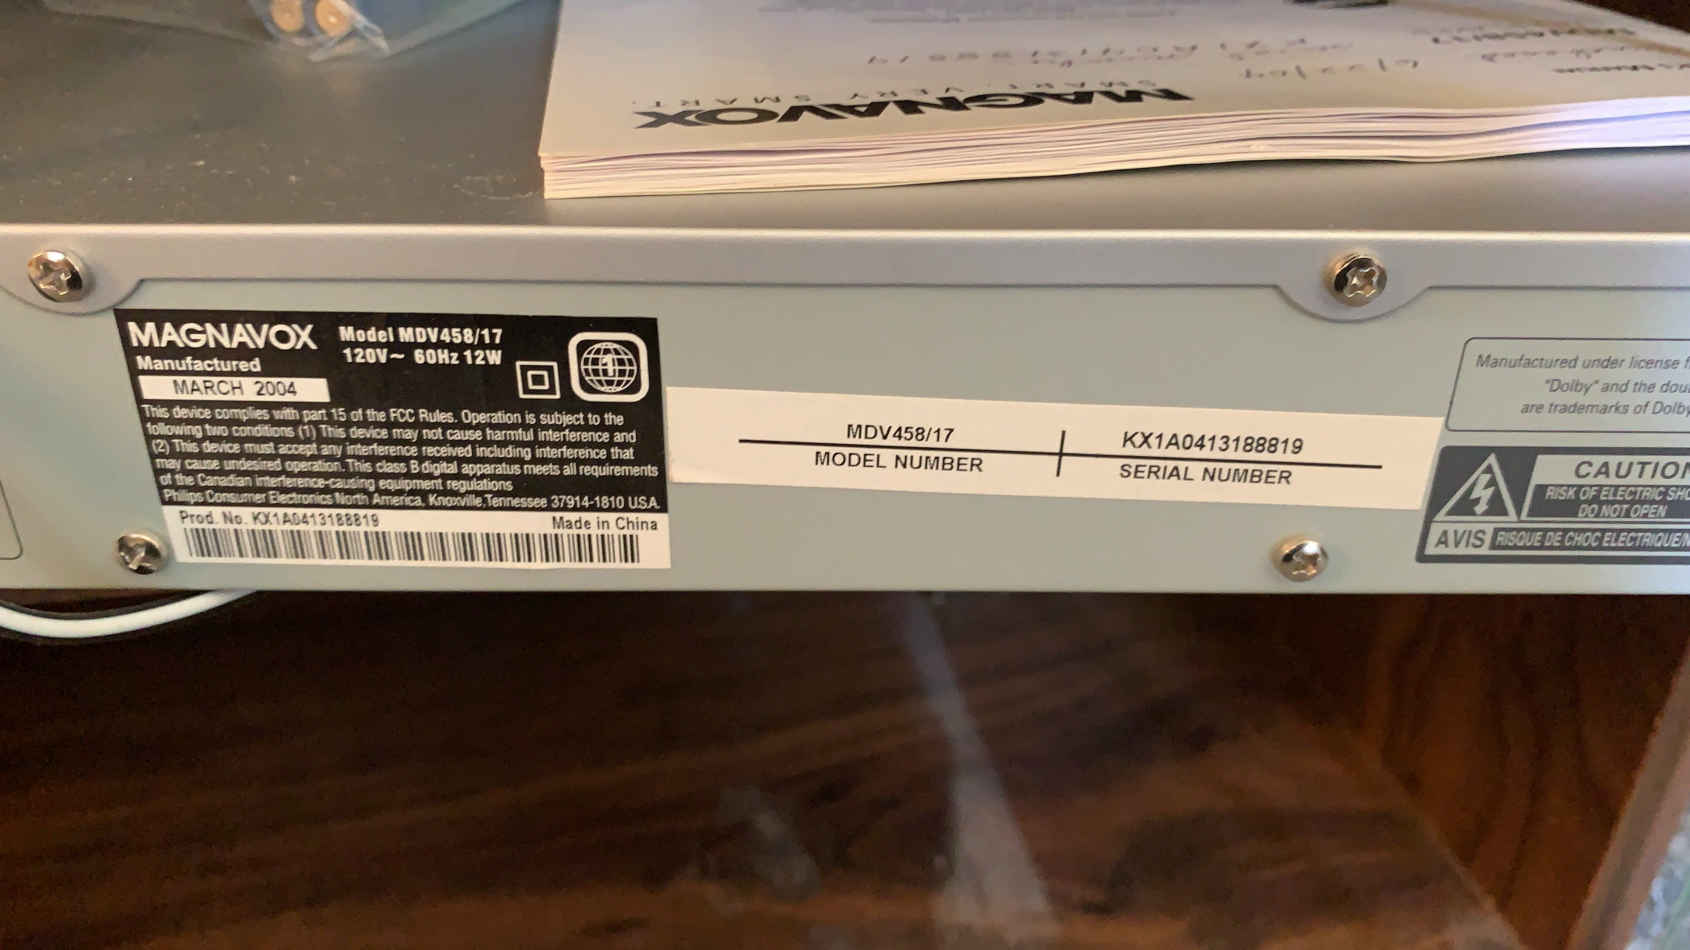 MAGNAVOX
SMART. VERY SMART.
6/22/04
MAGNAVOX
Model MDV458/17
120V~ 60Hz 12W
Manufactured
MARCH 2004
1
This device complies with part 15 of the FCC Rules. Operation is subject to the
following two conditions (1) This device may not cause harmful interference and
(2) This device must accept any interference received including interference that
may cause undesired operation. This class B digital apparatus meets all requirements
of the Canadian interference-causing equipment regulations
Philips Consumer Electronics North America, Knoxville, Tennessee 37914-1810 U.S.A.
Prod. No. KX1A0413188819
Made in China
MDV458/17
MODEL NUMBER
KX1A0413188819
SERIAL NUMBER
Manufactured under license f
"Dolby" and the dou
are trademarks of Dolby
CAUTION
RISK OF ELECTRIC SHO
DO NOT OPEN
AVIS
RISQUE DE CHOC ELECTRIQUE/N